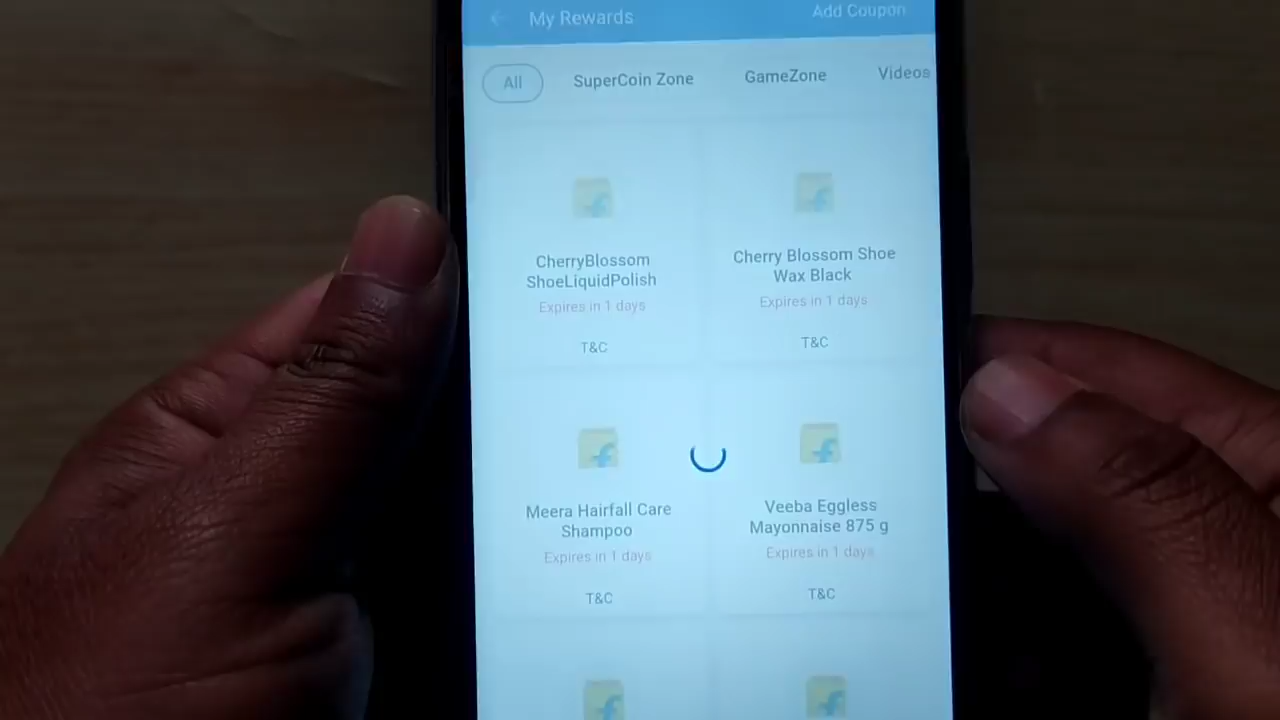 My Rewards
Add Coupon
All
SuperCoin Zone
GameZone
Videos
CherryBlossom
ShoeLiquidPolish
Expires in 1 days
T&C
Cherry Blossom Shoe
Wax Black
Expires in 1 days
T&C
Meera Hairfall Care
Shampoo
Expires in 1 days
T&C
Veeba Eggless
Mayonnaise 875 g
Expires in 1 days
T&C